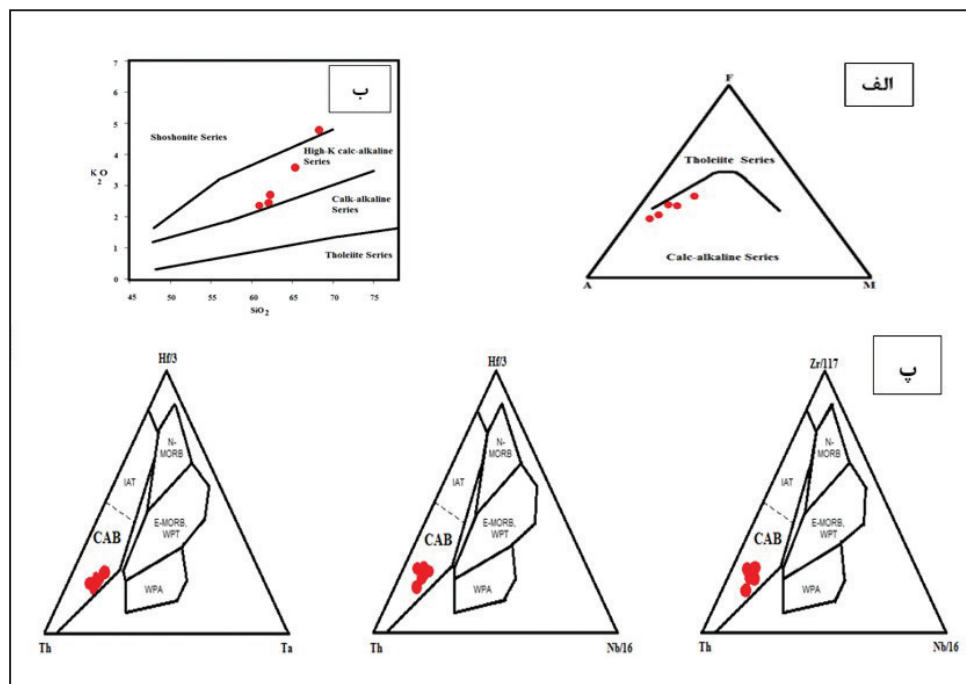 ب
7
6
5
4
3
2
1
0
K₂O
Shoshonite Series
High-K calc-alkaline
Series
Calk-alkaline
Series
Tholeiite Series
45 50 55 60 65 70 75
SiO₂
الف
F
Tholeiite Series
Calc-alkaline Series
A M
پ
Hf/3
N-
MORB
IAT
E-MORB,
WPT
CAB
WPA
Th Ta
Hf/3
N-
MORB
IAT
E-MORB,
WPT
CAB
WPA
Th Nb/16
Zr/117
N-
MORB
IAT
E-MORB,
WPT
CAB
WPA
Th Nb/16